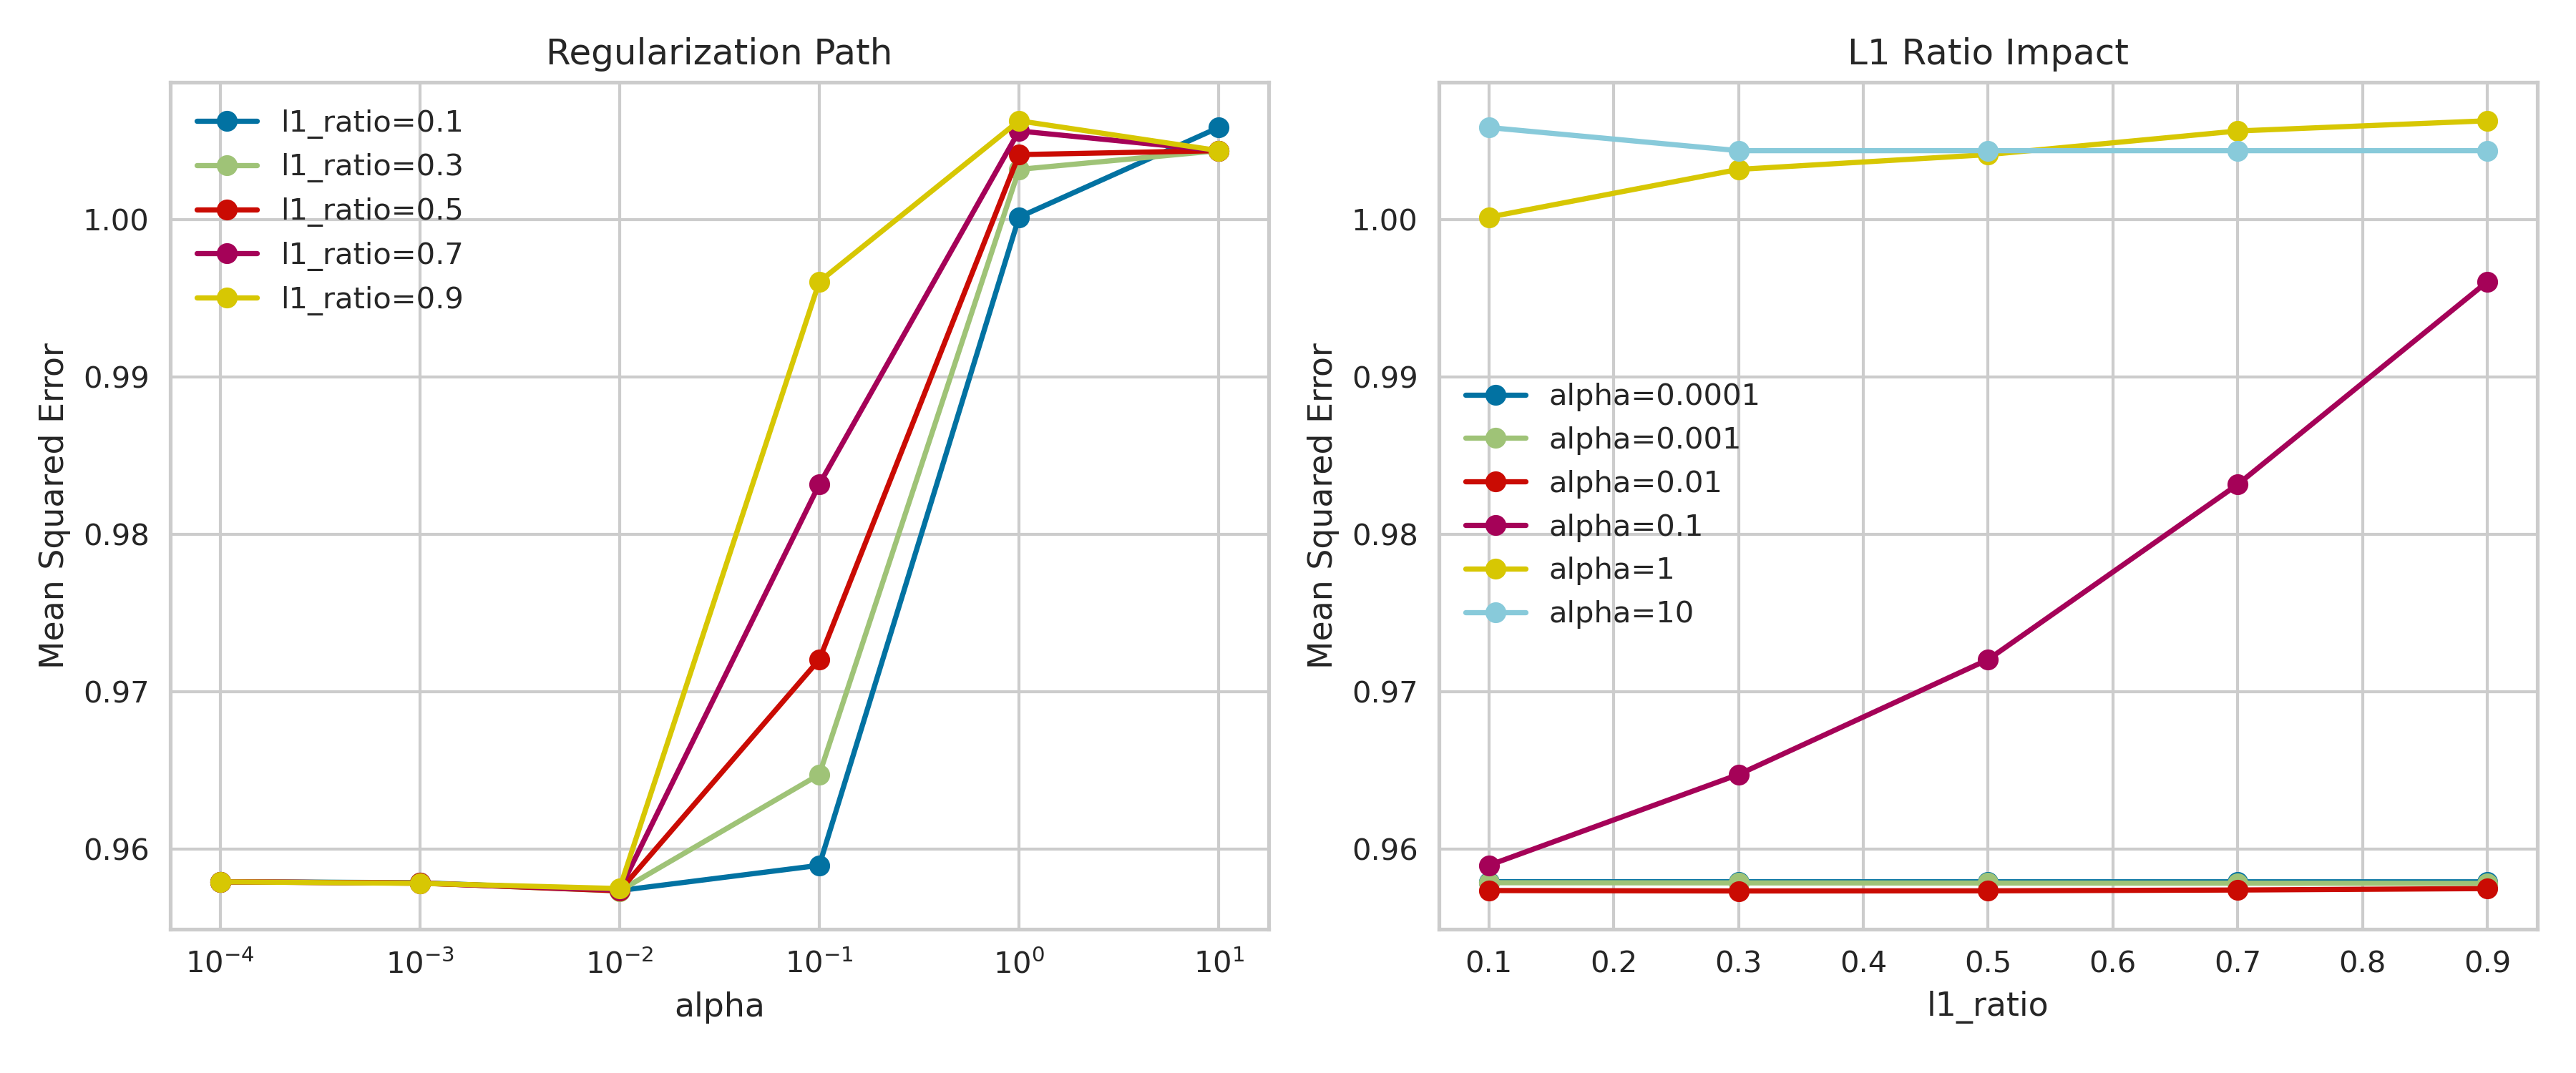 Regularization Path
l1_ratio=0.1
l1_ratio=0.3
l1_ratio=0.5
l1_ratio=0.7
l1_ratio=0.9
Mean Squared Error
1.00
0.99
0.98
0.97
0.96
10⁻⁴ 10⁻³ 10⁻² 10⁻¹ 10⁰ 10¹
alpha
L1 Ratio Impact
alpha=0.0001
alpha=0.001
alpha=0.01
alpha=0.1
alpha=1
alpha=10
Mean Squared Error
1.00
0.99
0.98
0.97
0.96
0.1 0.2 0.3 0.4 0.5 0.6 0.7 0.8 0.9
l1_ratio